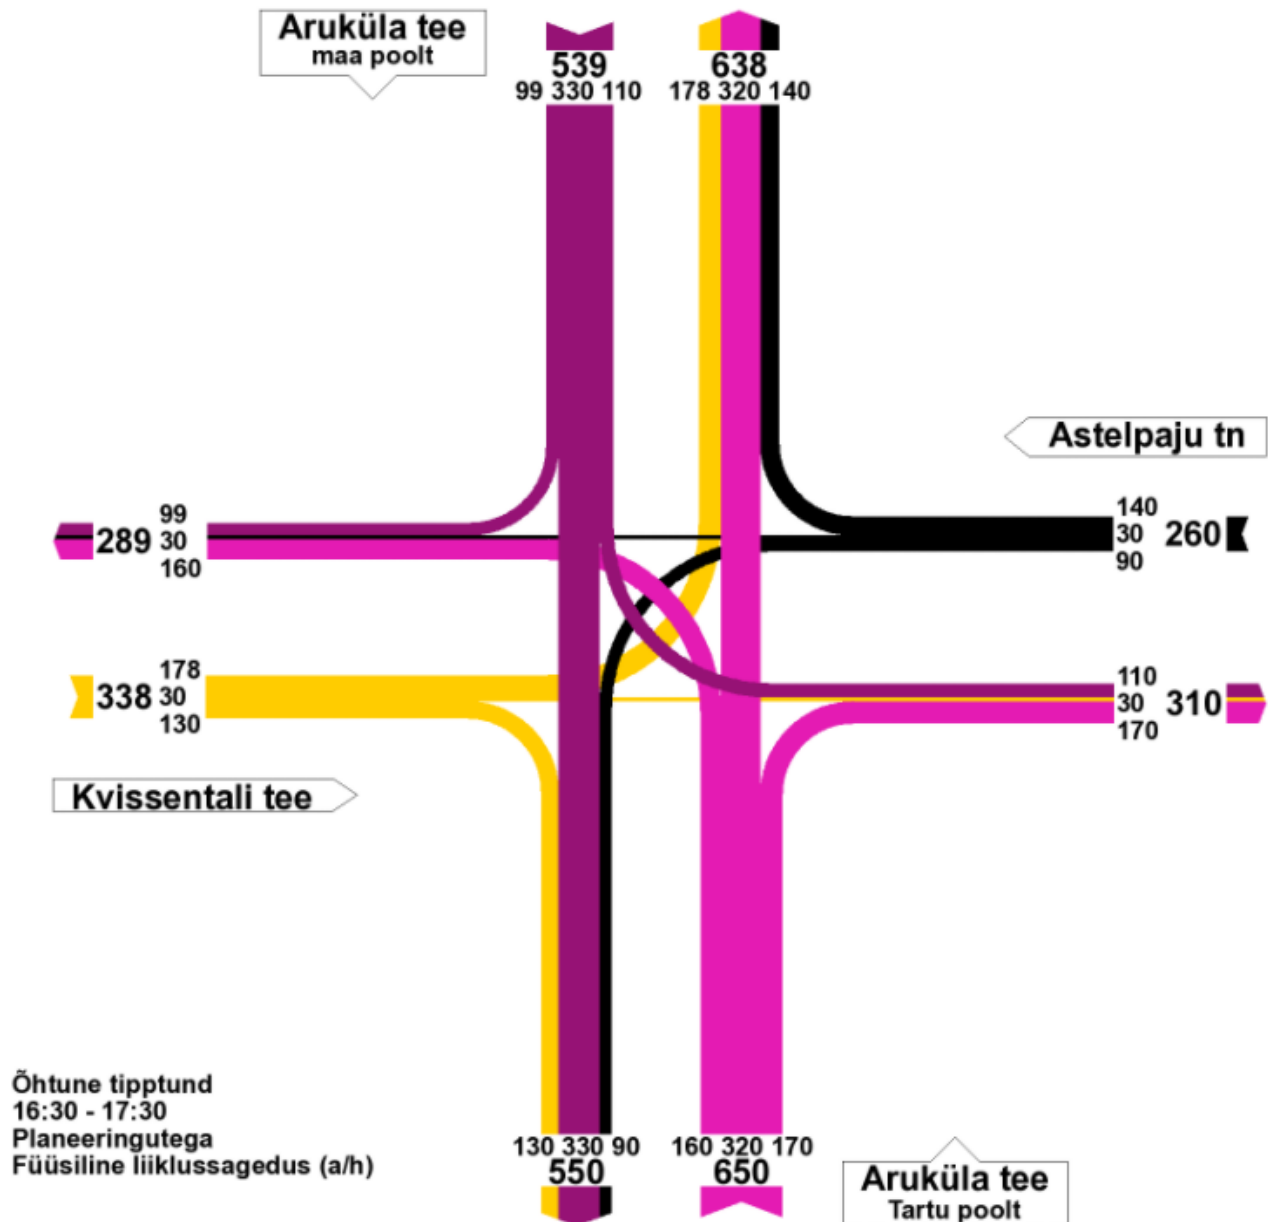 Aruküla tee
maa poolt
539
99 330 110
638
178 320 140
Astelpaju tn
99
289 30
160
140
30 260
90
178
338 30
130
110
30 310
170
Kvissentali tee
Õhtune tipptund
16:30 - 17:30
Planeeringutega
Füüsiline liiklussagedus (a/h)
130 330 90
550
160 320 170
650
Aruküla tee
Tartu poolt